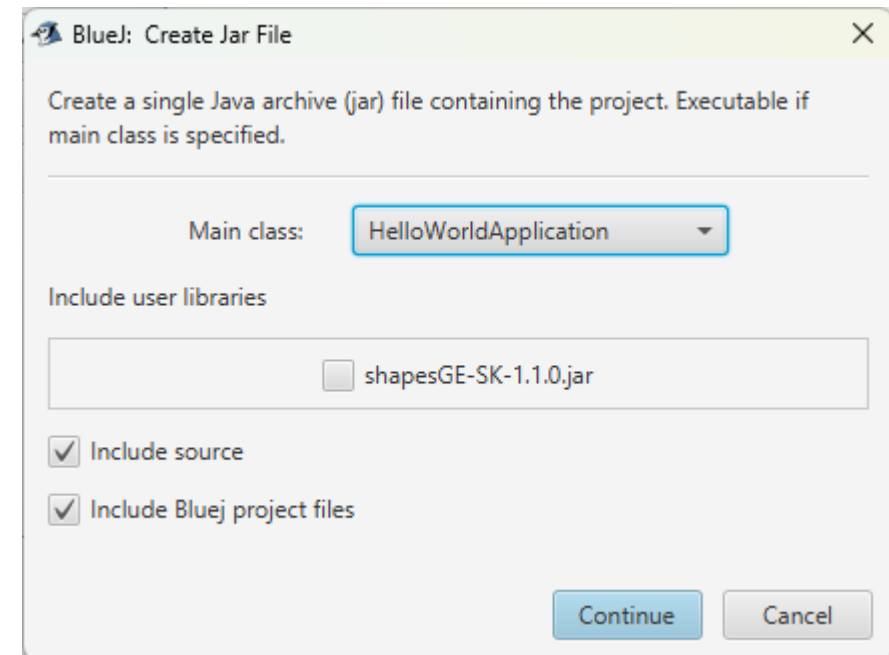 BlueJ: Create Jar File
Create a single Java archive (jar) file containing the project. Executable if
main class is specified.
Main class:
HelloWorldApplication
Include user libraries
shapesGE-SK-1.1.0.jar
Include source
Include Bluej project files
Continue
Cancel